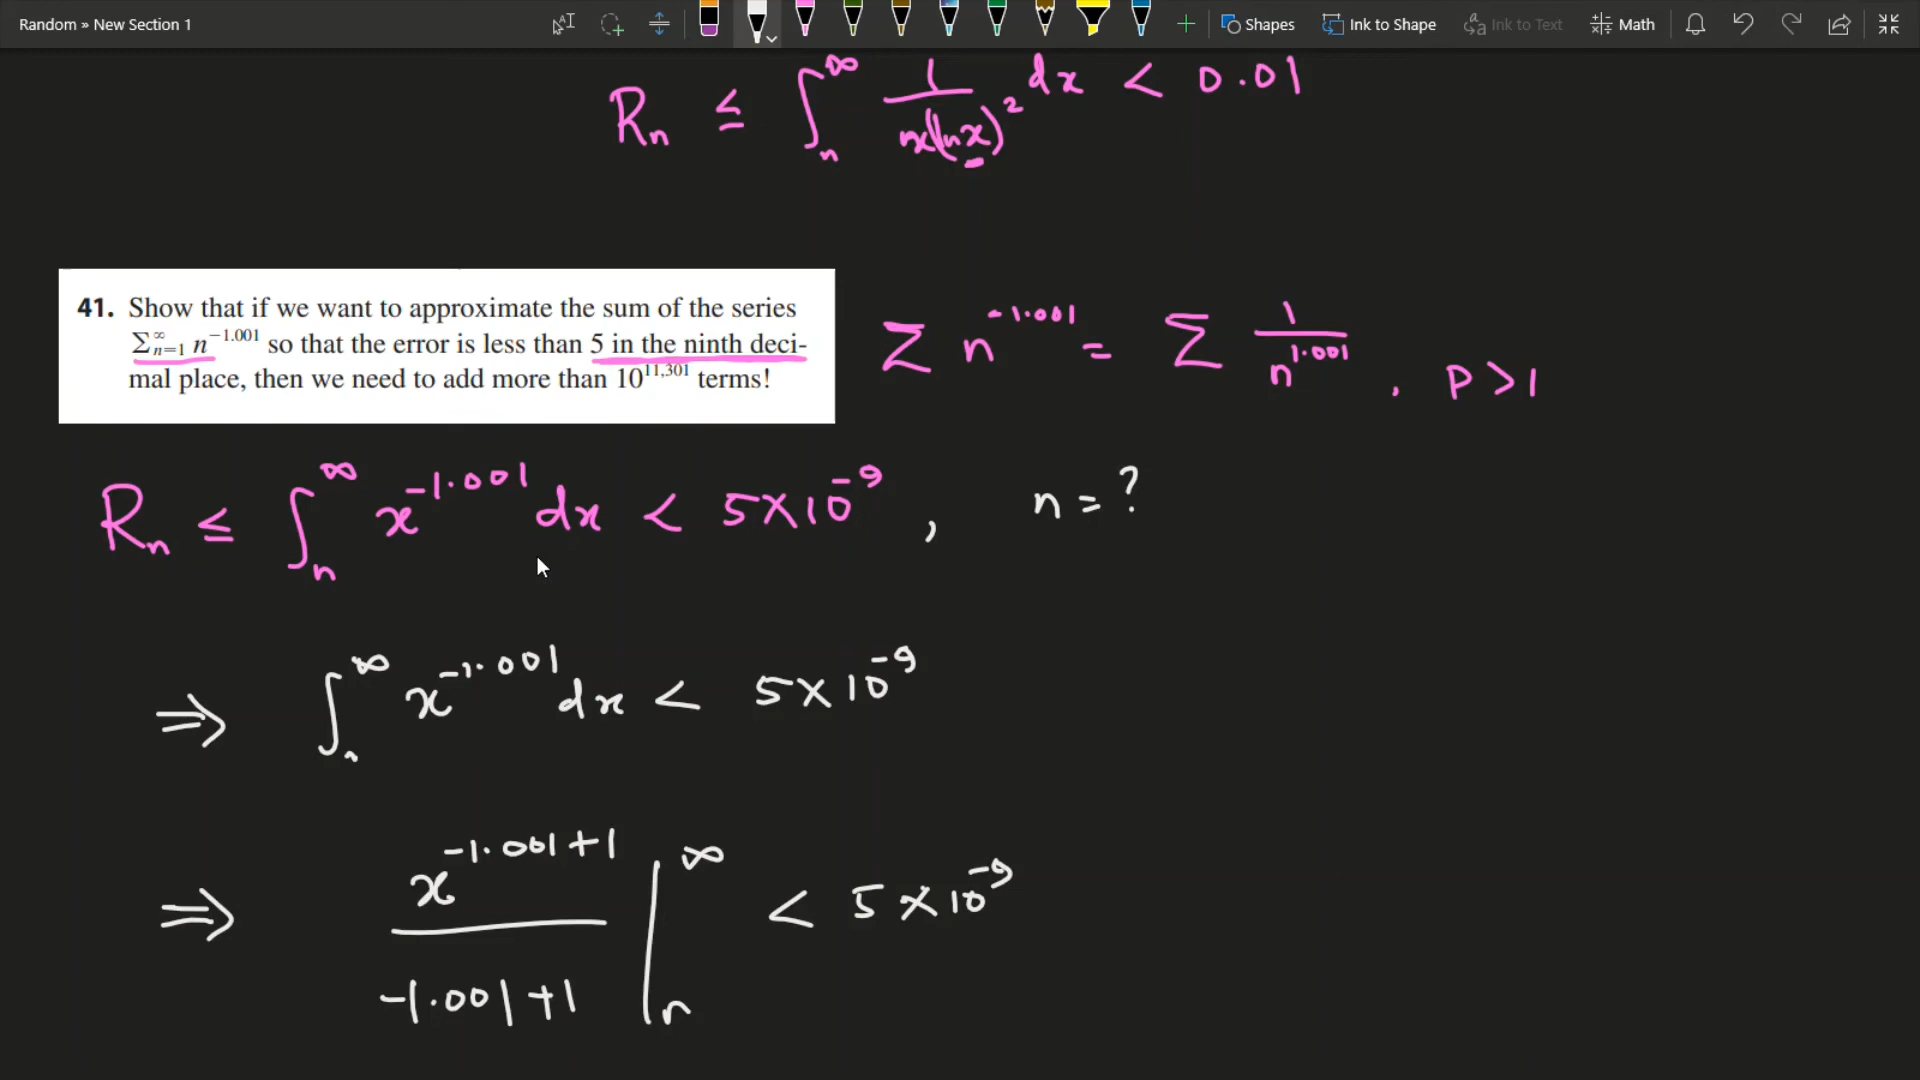 Random » New Section 1 Shapes Ink to Shape Ink to Text Math
Rₙ ≤ ∫ₙ^∞ 1/(x(ln x)²) dx < 0.01
41. Show that if we want to approximate the sum of the series
∑ₙ₌₁^∞ n^−1.001 so that the error is less than 5 in the ninth deci-
mal place, then we need to add more than 10^11,301 terms!
∑ n^-1.001 = ∑ 1/n^1.001 , P > 1
Rₙ ≤ ∫ₙ^∞ x^-1.001 dx < 5×10^-9 , n = ?
⇒ ∫ₙ^∞ x^-1.001 dx < 5×10^-9
⇒ x^(-1.001+1)/(-1.001+1) |ₙ^∞ < 5×10^-9